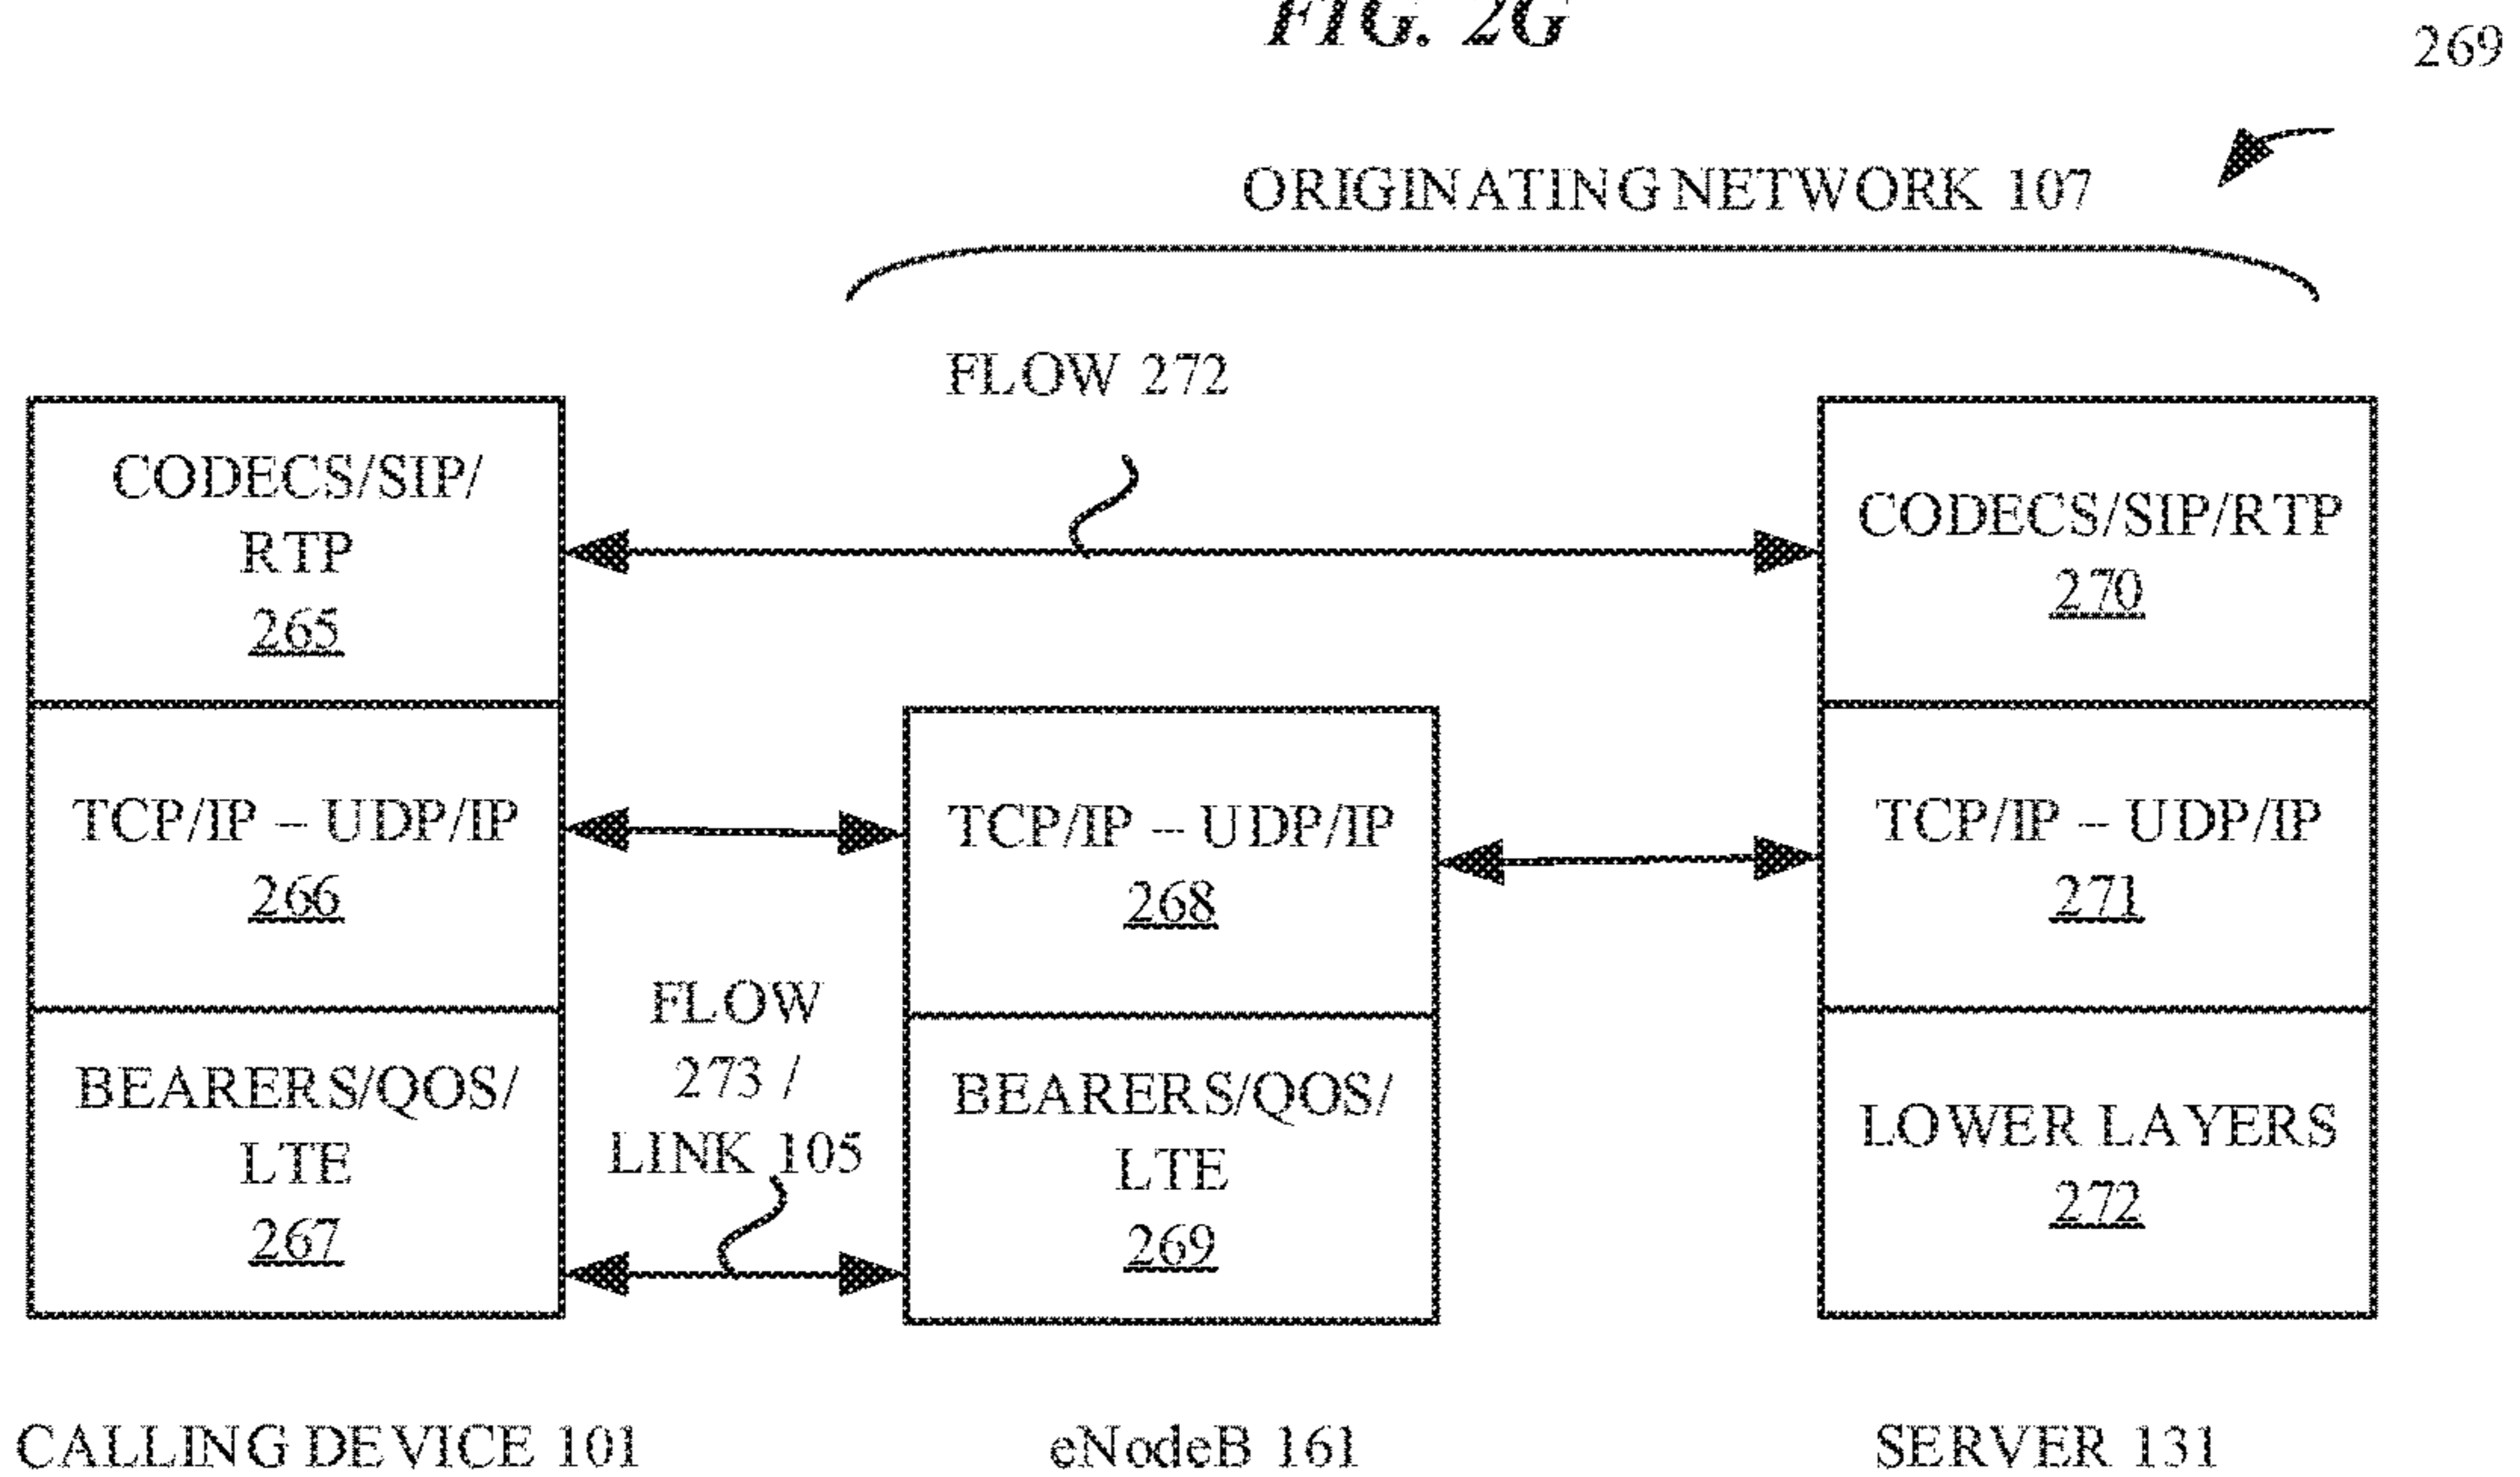 FIG. 2G
269
ORIGINATING NETWORK 107
FLOW 272
CODECS/SIP/
RTP
265
CODECS/SIP/RTP
270
TCP/IP – UDP/IP
266
TCP/IP – UDP/IP
268
TCP/IP – UDP/IP
271
FLOW
273 /
LINK 105
BEARERS/QOS/
LTE
267
BEARERS/QOS/
LTE
269
LOWER LAYERS
272
CALLING DEVICE 101
eNodeB 161
SERVER 131